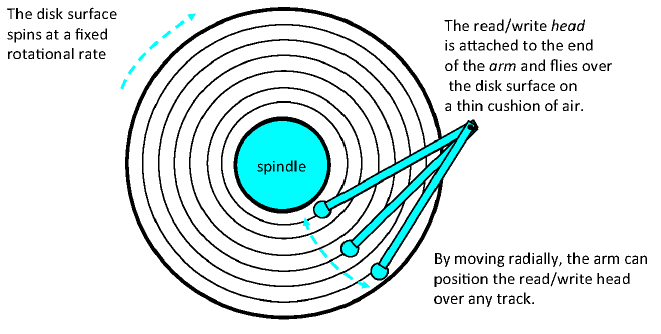 The disk surface
spins at a fixed
rotational rate
The read/write head
is attached to the end
of the arm and flies over
the disk surface on
a thin cushion of air.
spindle
By moving radially, the arm can
position the read/write head
over any track.